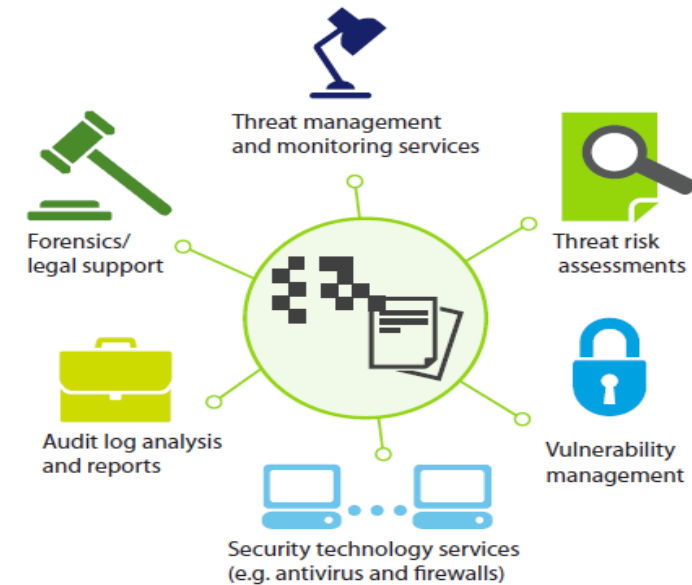 Threat management
and monitoring services
Forensics/
legal support
Threat risk
assessments
Audit log analysis
and reports
Vulnerability
management
Security technology services
(e.g. antivirus and firewalls)